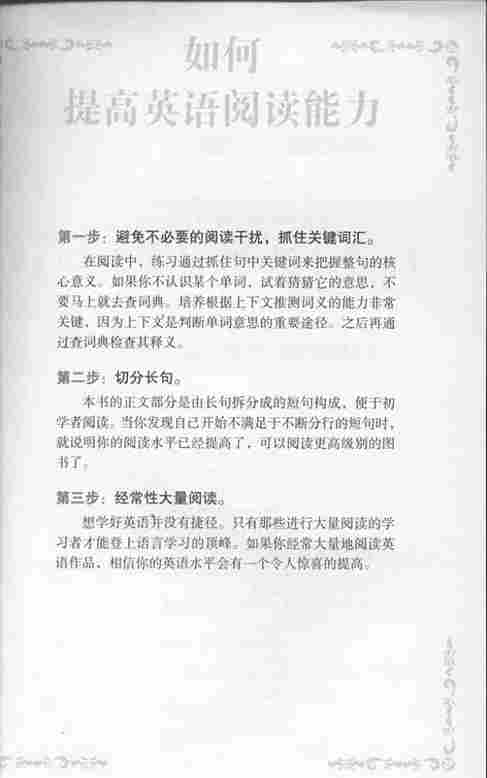 如何
提高英语阅读能力
第一步：避免不必要的阅读干扰，抓住关键词汇。
在阅读中，练习通过抓住句中关键词来把握整句的核
心意义。如果你不认识某个单词，试着猜猜它的意思，不
要马上就去查词典。培养根据上下文推测词义的能力非常
关键，因为上下文是判断单词意思的重要途径。之后再通
过查词典检查其释义。
第二步：切分长句。
本书的正文部分是由长句拆分成的短句构成，便于初
学者阅读。当你发现自己开始不满足于不断分行的短句时，
就说明你的阅读水平已经提高了，可以阅读更高级别的图
书了。
第三步：经常性大量阅读。
想学好英语并没有捷径。只有那些进行大量阅读的学
习者才能登上语言学习的顶峰。如果你经常大量地阅读英
语作品，相信你的英语水平会有一个令人惊喜的提高。